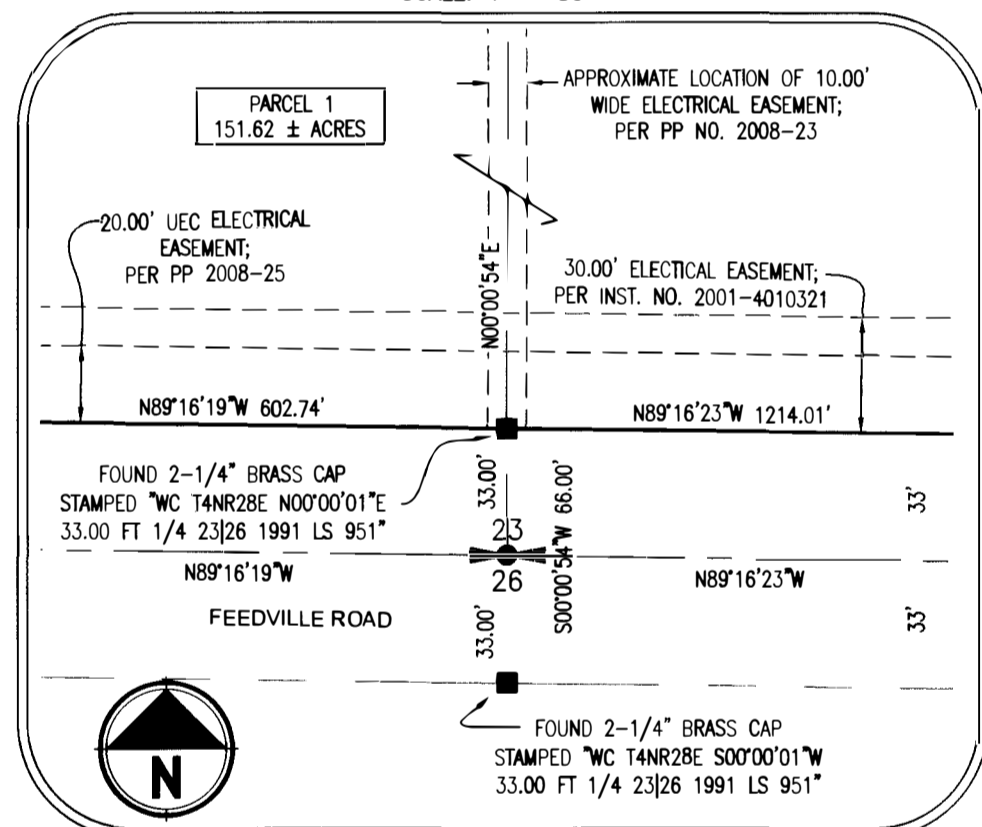 PARCEL 1
151.62 ± ACRES
APPROXIMATE LOCATION OF 10.00'
WIDE ELECTRICAL EASEMENT;
PER PP NO. 2008-23
20.00' UEC ELECTRICAL
EASEMENT;
PER PP 2008-25
N00°00'54"E
30.00' ELECTICAL EASEMENT;
PER INST. NO. 2001-4010321
N89°16'19"W 602.74'
N89°16'23"W 1214.01'
FOUND 2-1/4" BRASS CAP
STAMPED "WC T4NR28E N00°00'01"E
33.00 FT 1/4 23|26 1991 LS 951"
33.00'
S00°00'54"W 66.00'
33'
23
26
N89°16'19"W
N89°16'23"W
FEEDVILLE ROAD
33.00'
33'
FOUND 2-1/4" BRASS CAP
STAMPED "WC T4NR28E S00°00'01"W
33.00 FT 1/4 23|26 1991 LS 951"
N